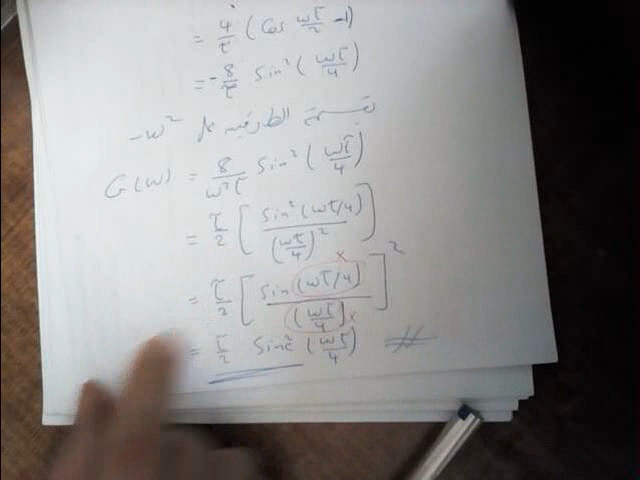 = 4/τ (cos ωτ/2 - 1)
= -8/τ sin² (ωτ/4)
بقسمة الطرفين على -ω²
G(ω) = 8/ω²τ sin² (ωτ/4)
= τ/2 [sin² (ωτ/4) / (ωτ/4)²]
= τ/2 [sin (ωτ/4) / (ωτ/4)]²
x
x
= τ/2 sinc² (ωτ/4) #